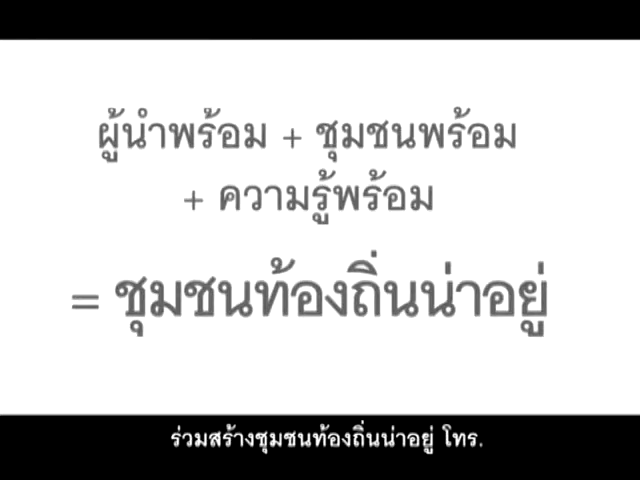 ผู้นำพร้อม + ชุมชนพร้อม
+ ความรู้พร้อม
= ชุมชนท้องถิ่นน่าอยู่
ร่วมสร้างชุมชนท้องถิ่นน่าอยู่ โทร.